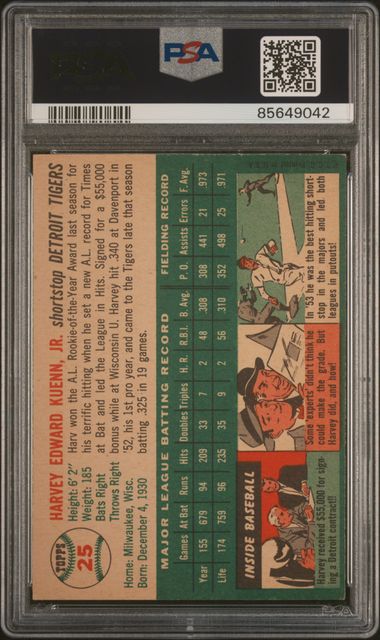 PSA
85649042
TOPPS
25
HARVEY EDWARD KUENN, JR. shortstop DETROIT TIGERS
Height: 6' 2"
Weight: 185
Bats Right
Throws Right
Home: Milwaukee, Wisc.
Born: December 4, 1930
Harv won the A.L. Rookie-of-the-Year Award last season for
his terrific hitting when he set a new A.L. record for Times
at Bat and led the League in Hits. Signed for a $55,000
bonus while at Wisconsin U. Harvey hit .340 at Davenport in
'52, his 1st pro year, and came to the Tigers late that season
batting .325 in 19 games.
MAJOR LEAGUE BATTING RECORD FIELDING RECORD
Games At Bat Runs Hits Doubles Triples H.R. R.B.I. B. Avg. P. O. Assists Errors F. Avg.
Year 155 679 94 209 33 7 2 48 .308 308 441 21 .973
Life 174 759 96 235 35 9 2 56 .310 352 498 25 .971
INSIDE BASEBALL
Harvey received $55,000 for sign-
ing a Detroit contract!!
Some experts didn't think he
could make the grade. But
Harvey did, and how!
In '53 he was the best hitting short-
stop in the majors and led both
leagues in putouts!